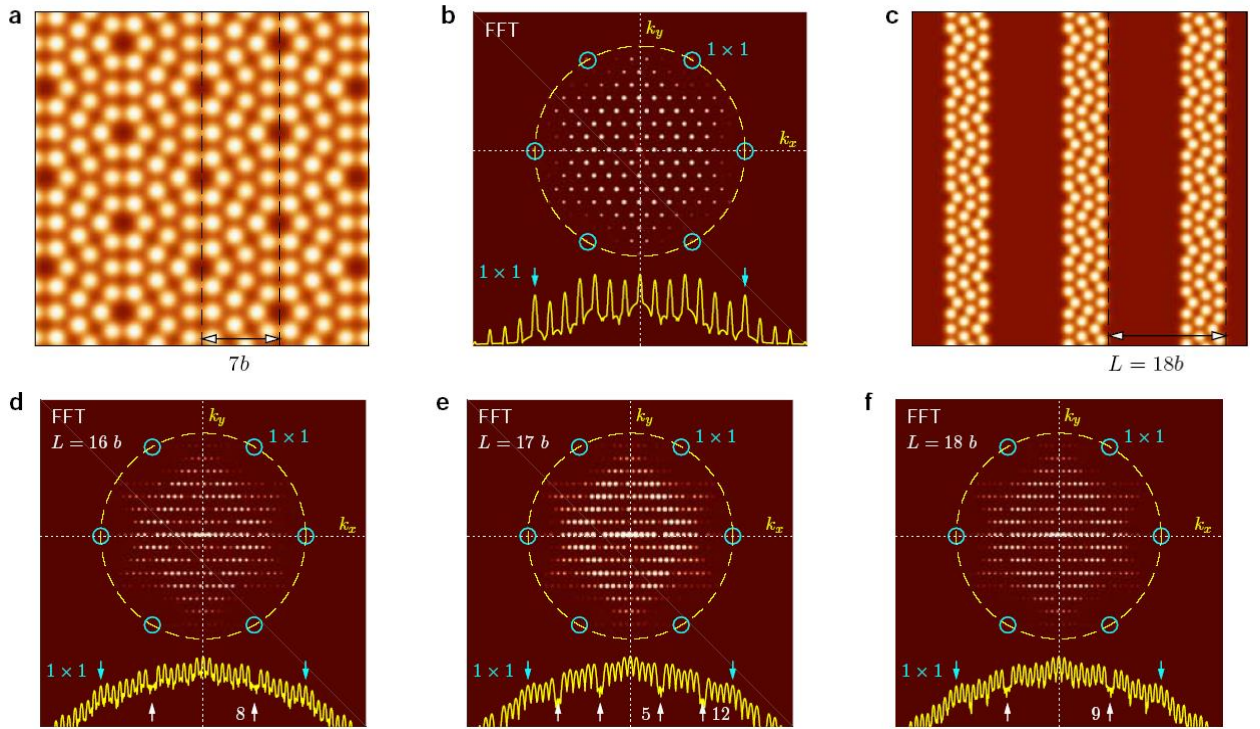 a
7b
b
FFT
k_y
1 × 1
k_x
1 × 1
c
L = 18b
d
FFT
L = 16 b
k_y
1 × 1
k_x
1 × 1
8
e
FFT
L = 17 b
k_y
1 × 1
k_x
1 × 1
5
12
f
FFT
L = 18 b
k_y
1 × 1
k_x
1 × 1
9